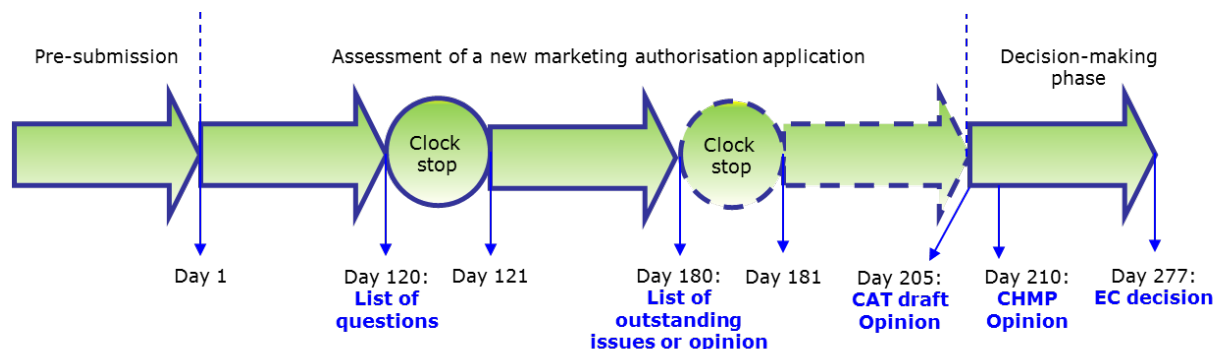 Pre-submission
Assessment of a new marketing authorisation application
Decision-making
phase
Clock
stop
Clock
stop
Day 1
Day 120:
List of
questions
Day 121
Day 180:
List of
outstanding
issues or opinion
Day 181
Day 205:
CAT draft
Opinion
Day 210:
CHMP
Opinion
Day 277:
EC decision